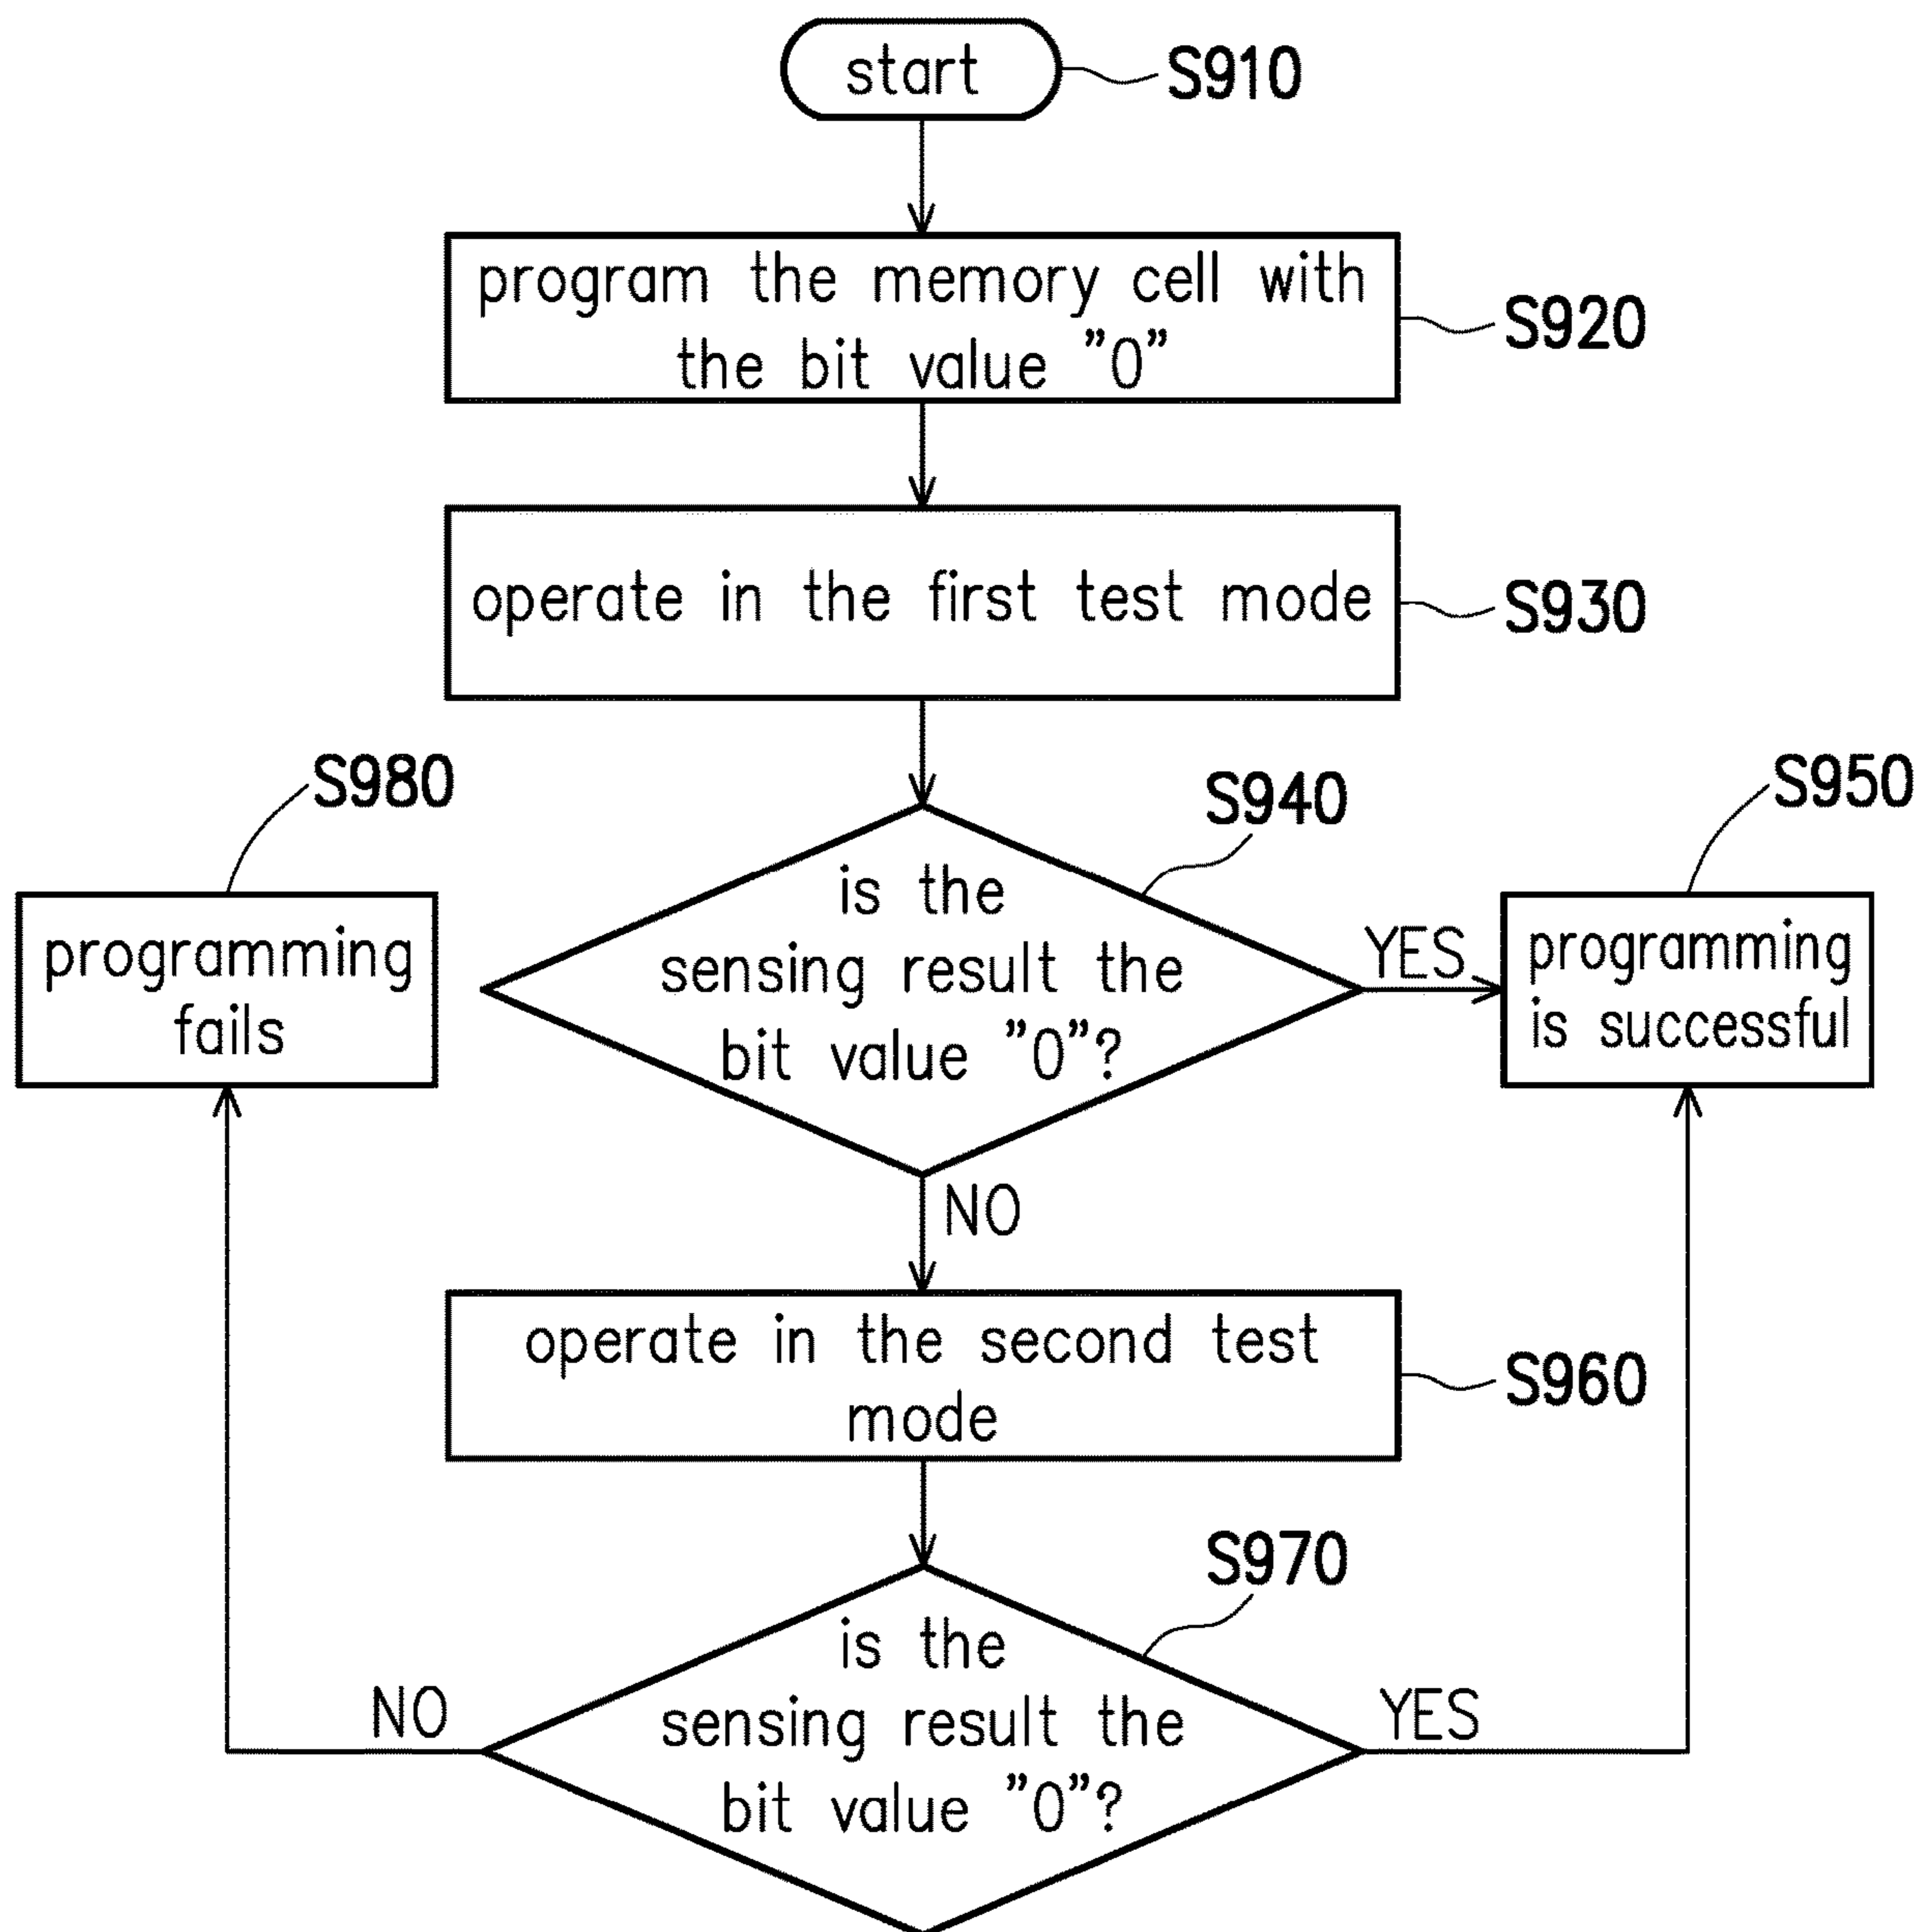 start
S910
program the memory cell with
the bit value "0"
S920
operate in the first test mode
S930
S980
S940
S950
programming
fails
is the
sensing result the
bit value "0"?
YES
programming
is successful
NO
operate in the second test
mode
S960
S970
is the
sensing result the
bit value "0"?
NO
YES